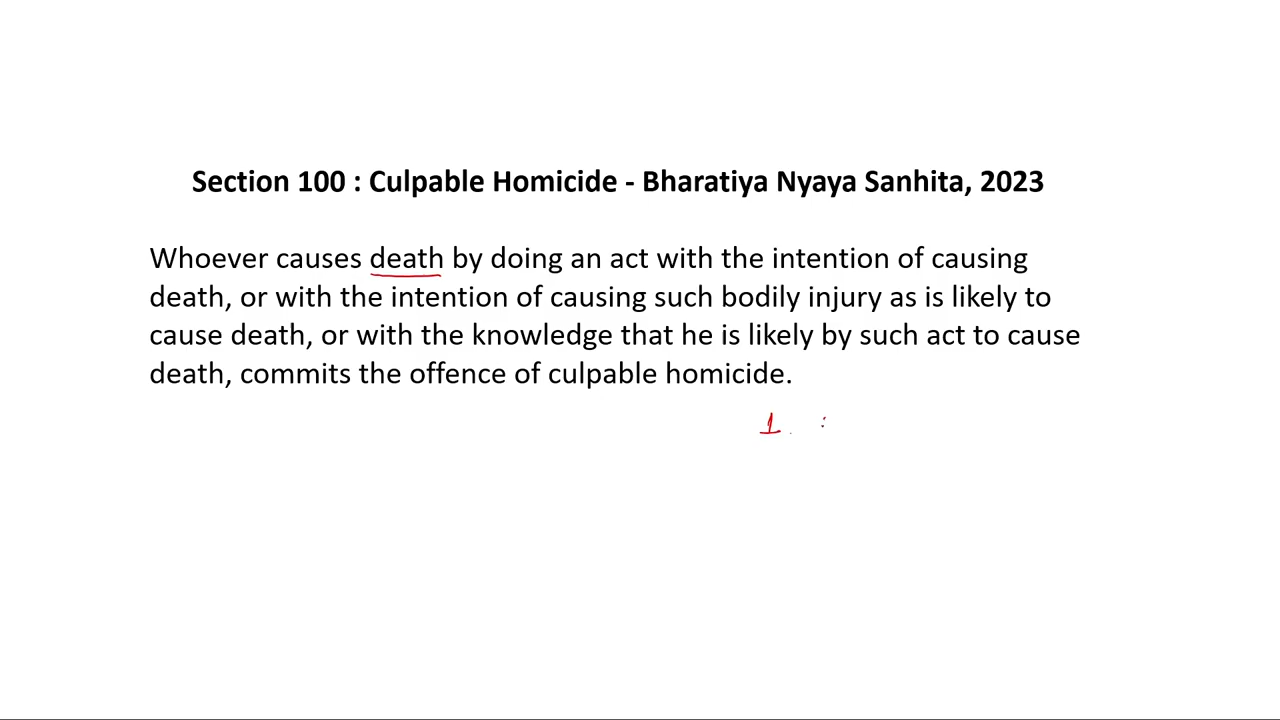 Section 100 : Culpable Homicide - Bharatiya Nyaya Sanhita, 2023
Whoever causes death by doing an act with the intention of causing
death, or with the intention of causing such bodily injury as is likely to
cause death, or with the knowledge that he is likely by such act to cause
death, commits the offence of culpable homicide.
1. :